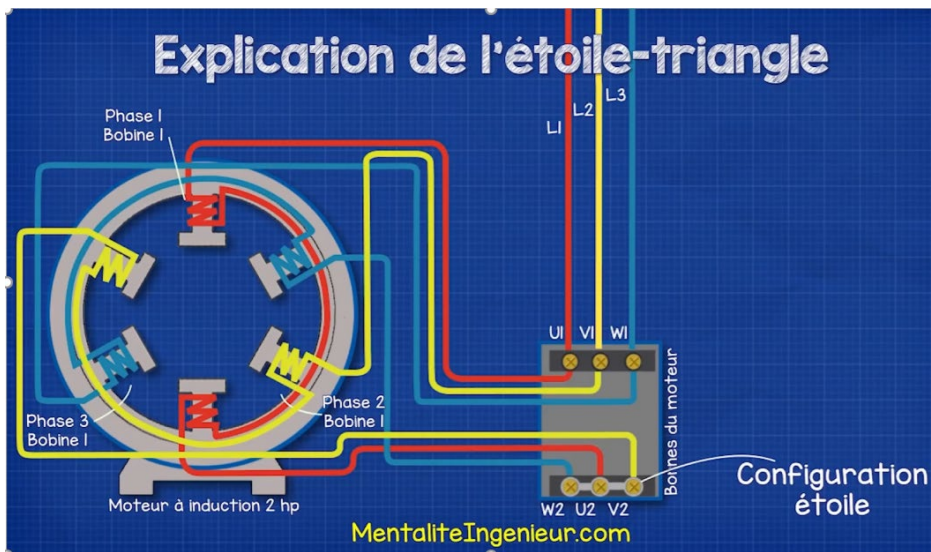 Explication de l'étoile-triangle
L1
L2
L3
Phase 1
Bobine 1
U1 V1 W1
Phase 3
Bobine 1
Phase 2
Bobine 1
Bonnes du moteur
Moteur à induction 2 hp
W2 U2 V2
Configuration
étoile
MentaliteIngenieur.com